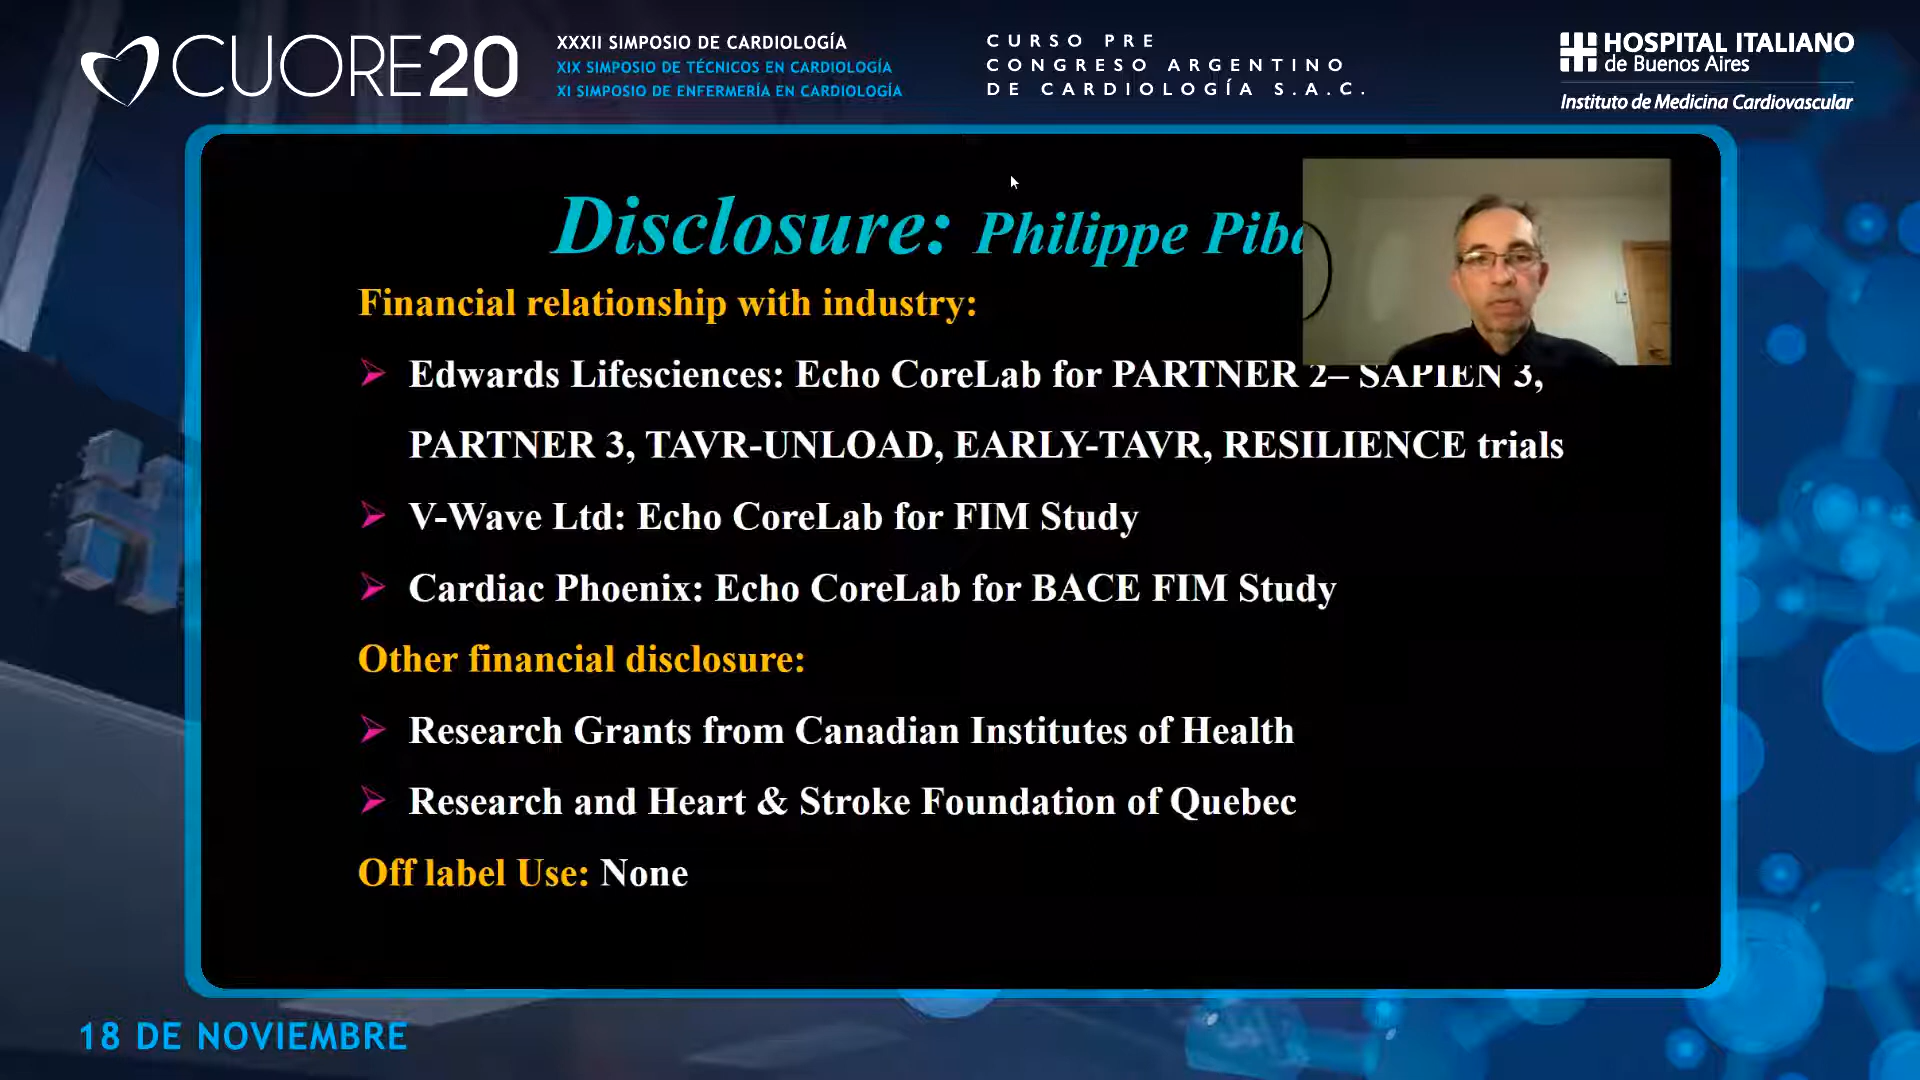 CUORE20
XXXII SIMPOSIO DE CARDIOLOGÍA
XIX SIMPOSIO DE TÉCNICOS EN CARDIOLOGÍA
XI SIMPOSIO DE ENFERMERÍA EN CARDIOLOGÍA
CURSO PRE
CONGRESO ARGENTINO
DE CARDIOLOGÍA S.A.C.
HOSPITAL ITALIANO
de Buenos Aires
Instituto de Medicina Cardiovascular
Disclosure: Philippe
Financial relationship with industry:
Edwards Lifesciences: Echo CoreLab for PARTNER 2– SAPIEN 3,
PARTNER 3, TAVR-UNLOAD, EARLY-TAVR, RESILIENCE trials
V-Wave Ltd: Echo CoreLab for FIM Study
Cardiac Phoenix: Echo CoreLab for BACE FIM Study
Other financial disclosure:
Research Grants from Canadian Institutes of Health
Research and Heart & Stroke Foundation of Quebec
Off label Use: None
18 DE NOVIEMBRE